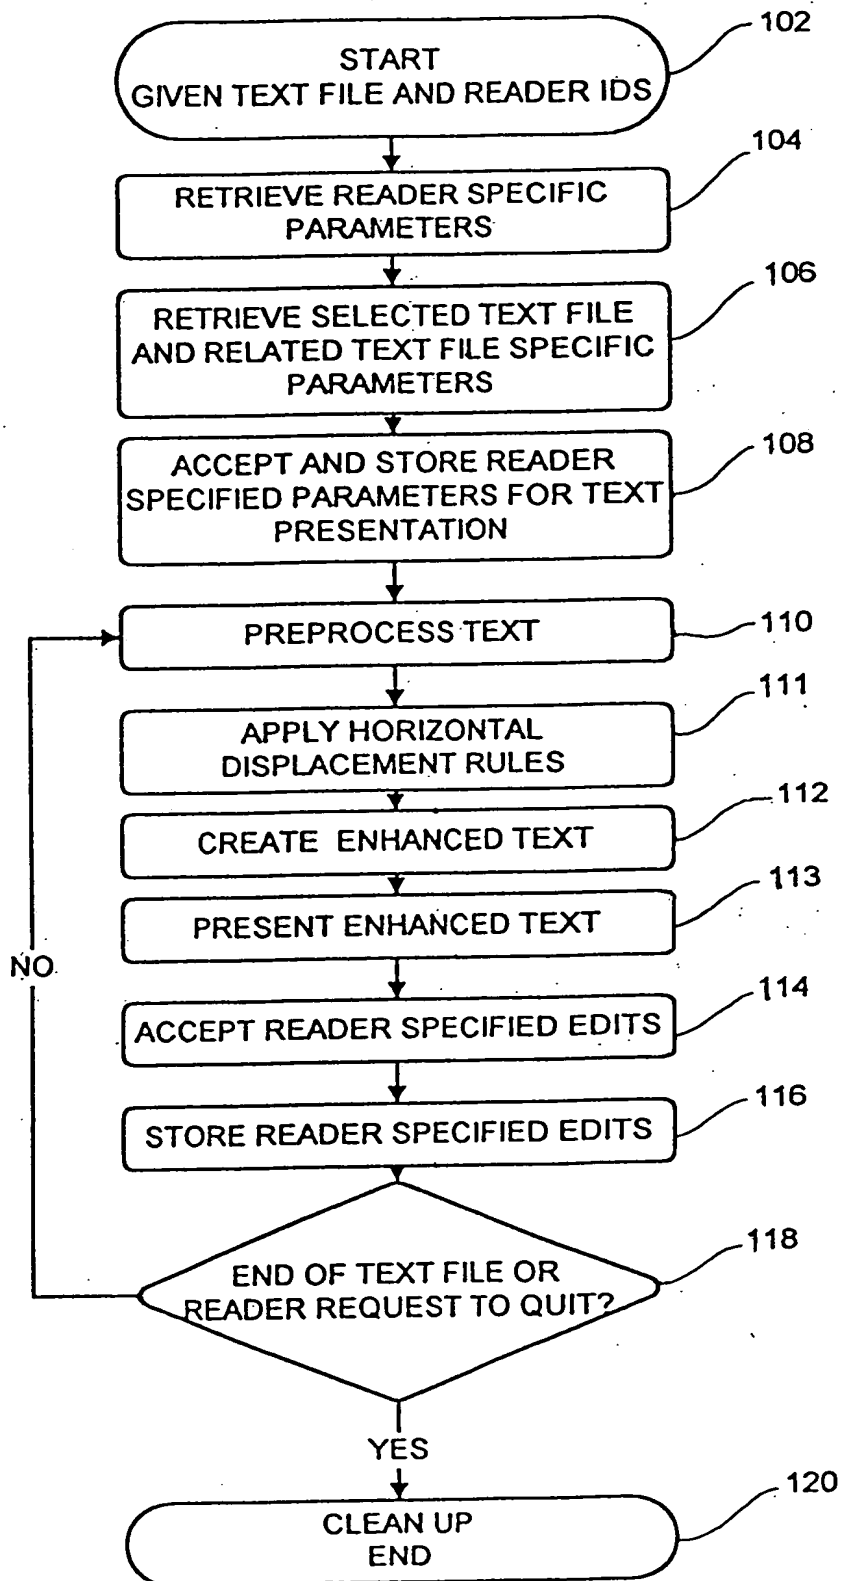 102
START
GIVEN TEXT FILE AND READER IDS
104
RETRIEVE READER SPECIFIC
PARAMETERS
106
RETRIEVE SELECTED TEXT FILE
AND RELATED TEXT FILE SPECIFIC
PARAMETERS
108
ACCEPT AND STORE READER
SPECIFIED PARAMETERS FOR TEXT
PRESENTATION
110
PREPROCESS TEXT
111
APPLY HORIZONTAL
DISPLACEMENT RULES
112
CREATE ENHANCED TEXT
113
PRESENT ENHANCED TEXT
NO
114
ACCEPT READER SPECIFIED EDITS
116
STORE READER SPECIFIED EDITS
118
END OF TEXT FILE OR
READER REQUEST TO QUIT?
YES
120
CLEAN UP
END